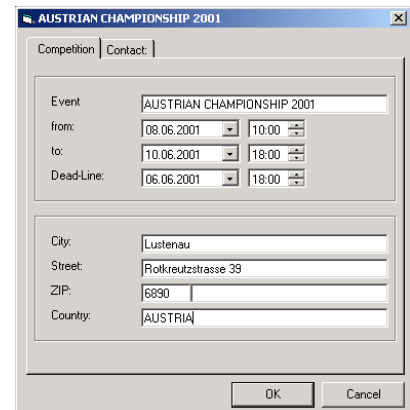 AUSTRIAN CHAMPIONSHIP 2001
Competition Contact:
Event AUSTRIAN CHAMPIONSHIP 2001
from: 08.06.2001 10:00
to: 10.06.2001 18:00
Dead-Line: 06.06.2001 18:00
City: Lustenau
Street: Rotkreutzstrasse 39
ZIP: 6890
Country: AUSTRIA
OK Cancel